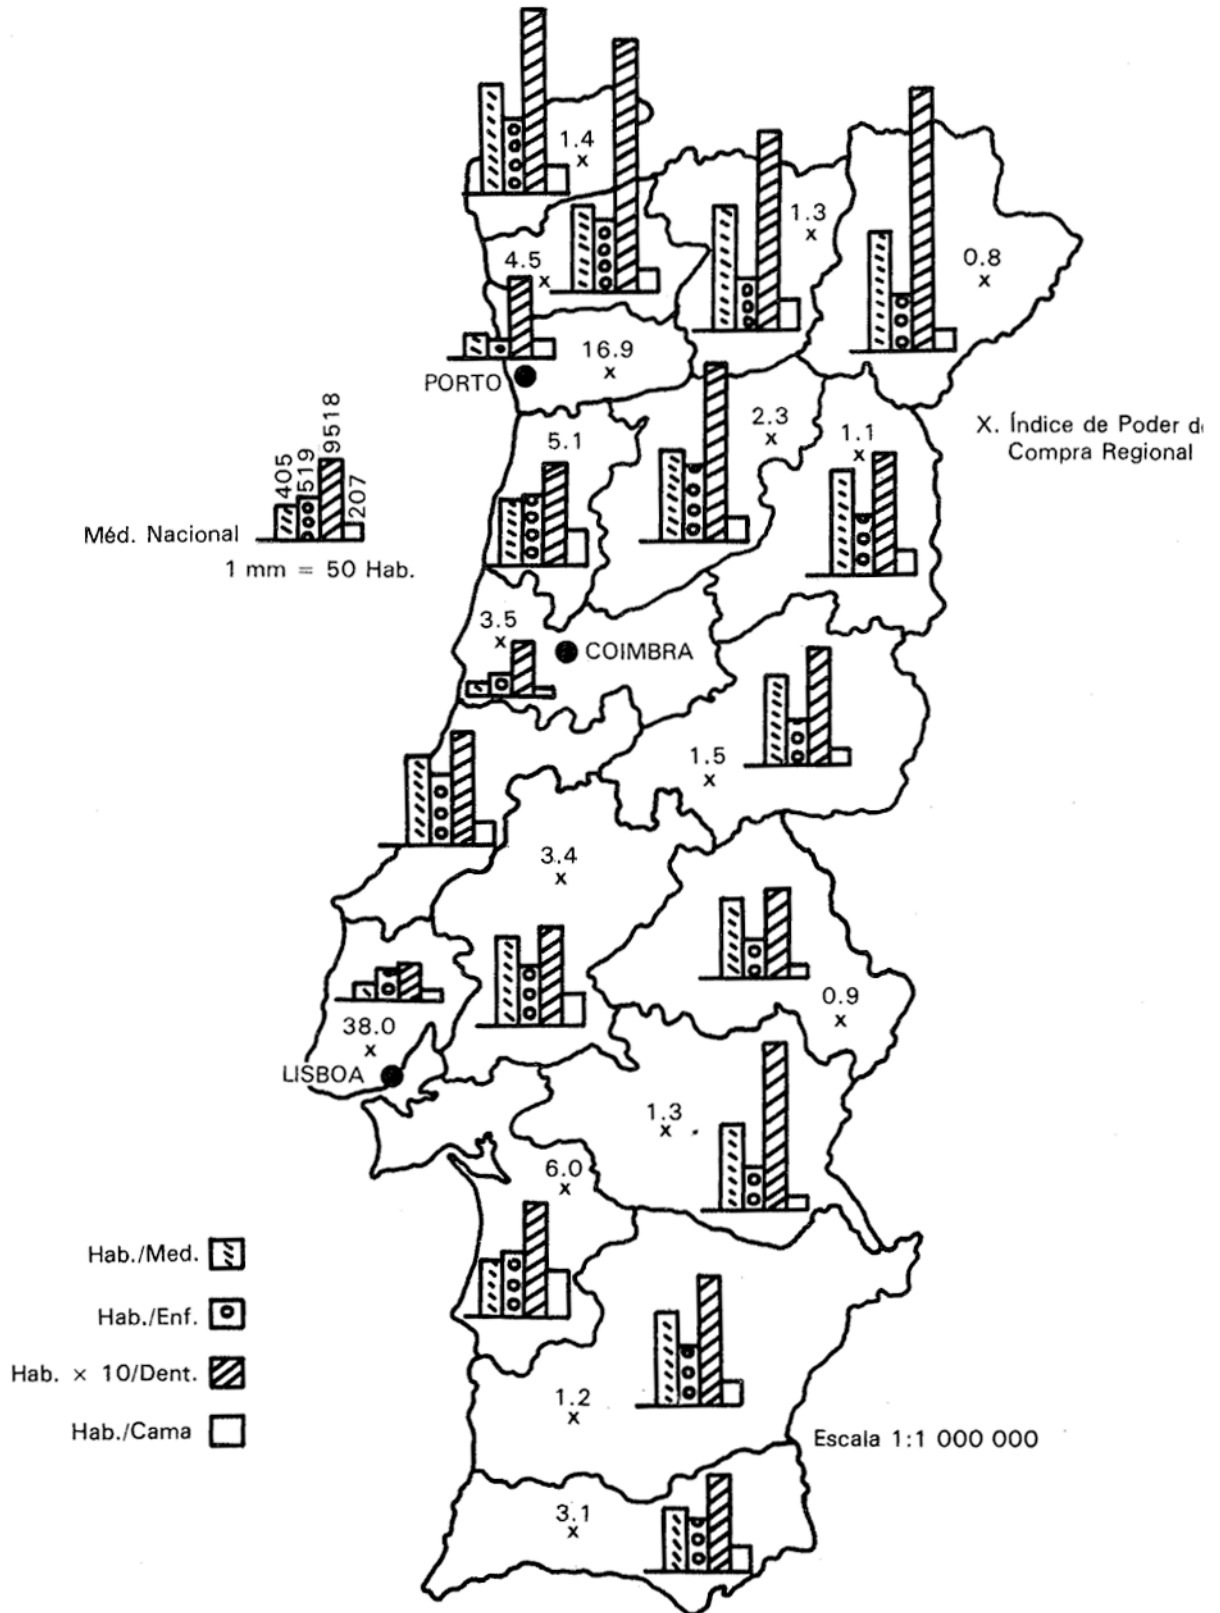 1.4
x
1.3
x
0.8
x
4.5
x
16.9
x
PORTO
X. Índice de Poder d
Compra Regional
2.3
x
1.1
x
5.1
405
519
9518
207
Méd. Nacional
1 mm = 50 Hab.
3.5
x
COIMBRA
1.5
x
3.4
x
0.9
x
38.0
x
LISBOA
1.3
x
6.0
x
Hab./Med.
Hab./Enf.
Hab. × 10/Dent.
Hab./Cama
1.2
x
Escala 1:1 000 000
3.1
x